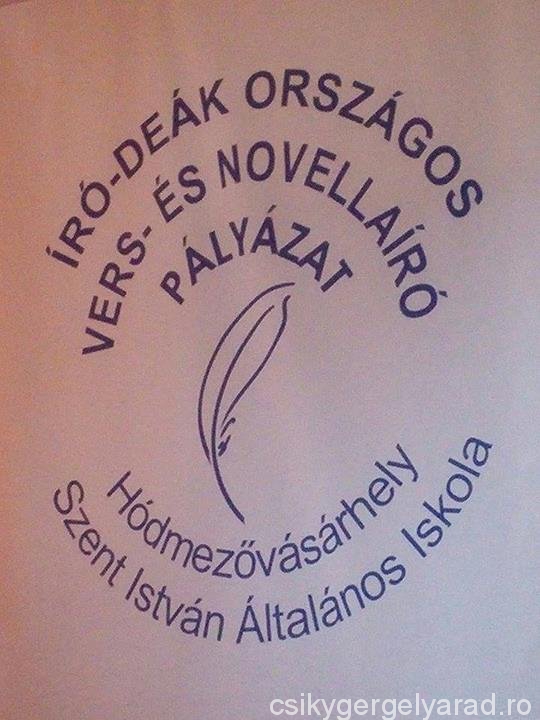 ÍRÓ-DEÁK ORSZÁGOS
VERS- ÉS NOVELLAÍRÓ
PÁLYÁZAT
Hódmezővásárhely
Szent István Általános Iskola
csikygergelyarad.ro